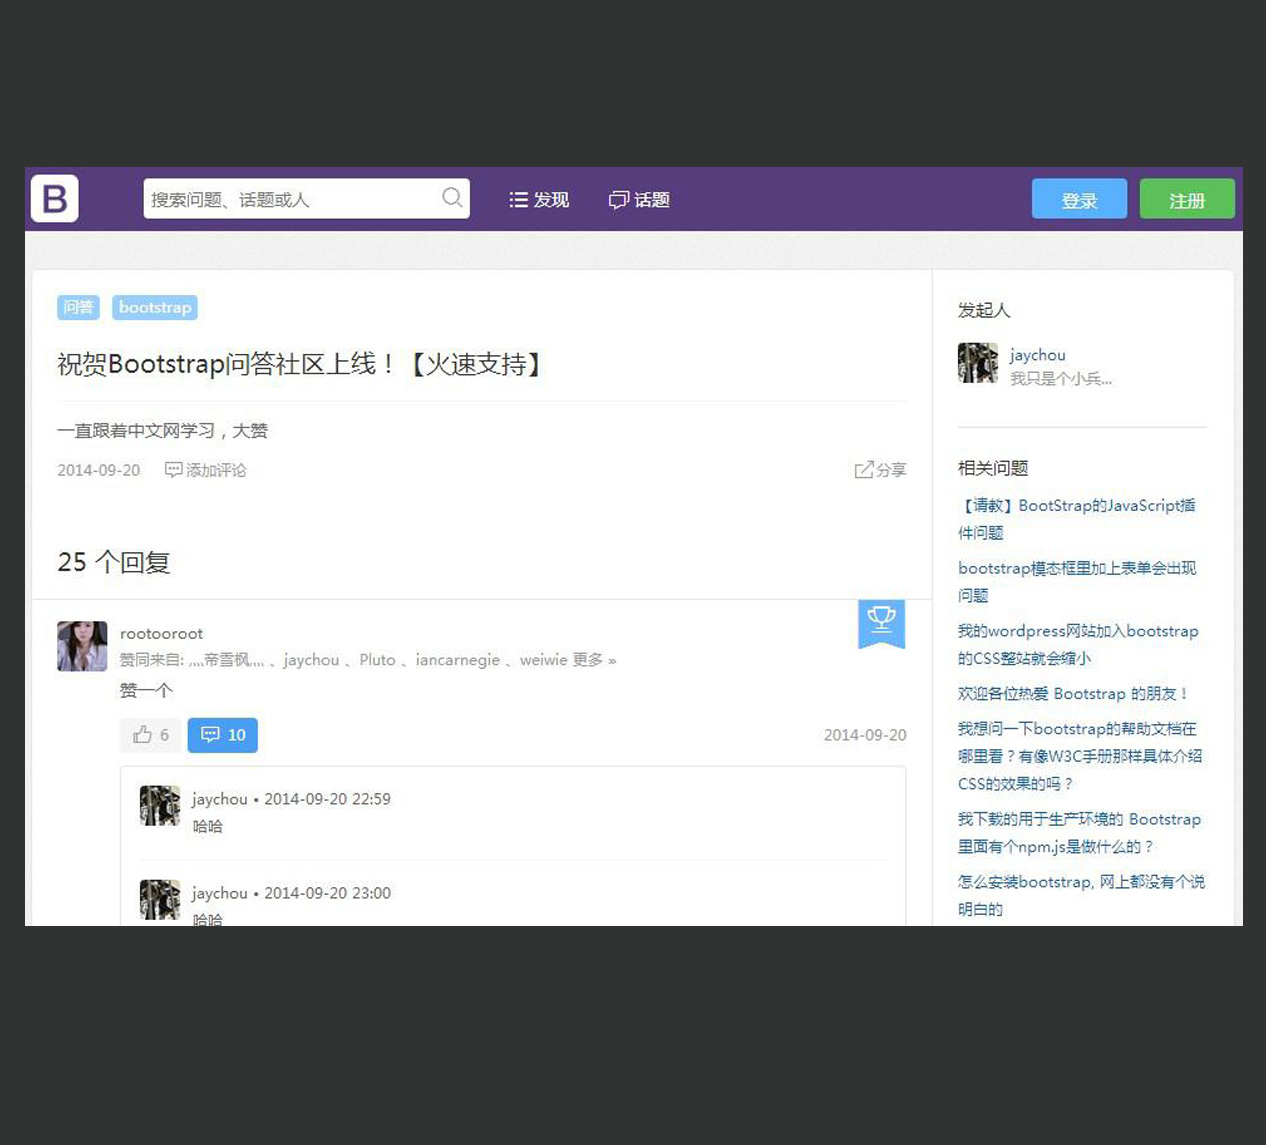 B
搜索问题、话题或人
发现
话题
登录
注册
问答 bootstrap
祝贺Bootstrap问答社区上线！【火速支持】
一直跟着中文网学习，大赞
2014-09-20 添加评论
分享
25 个回复
rootooroot
赞同来自: 灬帝雪枫灬 、jaychou 、Pluto 、iancarnegie 、weiwie 更多 »
赞一个
6 10
2014-09-20
jaychou • 2014-09-20 22:59
哈哈
jaychou • 2014-09-20 23:00
哈哈
发起人
jaychou
我只是个小兵...
相关问题
【请教】BootStrap的JavaScript插
件问题
bootstrap模态框里加上表单会出现
问题
我的wordpress网站加入bootstrap
的CSS整站就会缩小
欢迎各位热爱 Bootstrap 的朋友！
我想问一下bootstrap的帮助文档在
哪里看？有像W3C手册那样具体介绍
CSS的效果的吗？
我下载的用于生产环境的 Bootstrap
里面有个npm.js是做什么的？
怎么安装bootstrap, 网上都没有个说
明白的